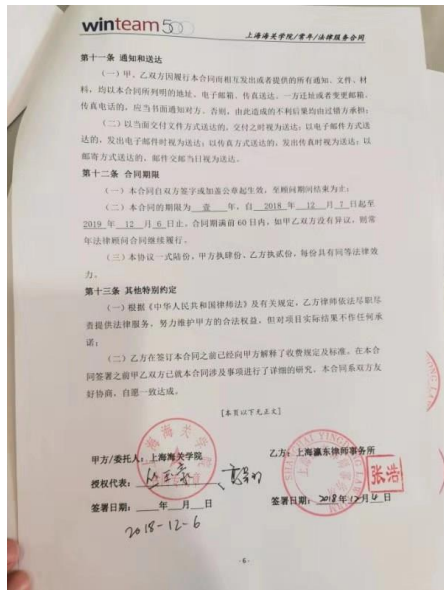 winteam500
上海海关学院/常年/法律服务合同
第十一条 通知和送达
（一）甲、乙双方因履行本合同而相互发出或者提供的所有通知、文件、材
料，均以本合同所列明的地址、电子邮箱、传真送达。一方迁址或者变更邮箱、
传真电话的，应当书面通知对方。否则，由此造成的不利后果均由过错方承担；
（二）以当面交付文件方式送达的，交付之时视为送达；以电子邮件方式送
达的，发出电子邮件时视为送达；以传真方式送达的，发出传真时视为送达；以
邮寄方式送达的，邮件交邮当日视为送达。
第十二条 合同期限
（一）本合同自双方签字或加盖公章起生效，至顾问期间结束为止；
（二）本合同的期限为 壹 年，自 2018 年 12 月 7 日起至
2019 年 12 月 6 日止。合同期满前 60 日内，如甲乙双方没有异议，则常
年法律顾问合同继续履行。
（三）本协议一式陆份，甲方执肆份、乙方执贰份，每份具有同等法律效
力。
第十三条 其他特别约定
（一）根据《中华人民共和国律师法》及有关规定，乙方律师依法尽职尽
责提供法律服务，努力维护甲方的合法权益，但对项目实际结果不作任何承
诺；
（二）乙方在签订本合同之前已经向甲方解释了收费规定及标准。在本合
同签署之前甲乙双方已就本合同涉及事项进行了详细的研究。本合同系双方友
好协商，自愿一致达成。
［本页以下无正文］
甲方/委托人：上海海关学院
乙方：上海瀛东律师事务所
授权代表：
张浩
签署日期： 年 月 日
签署日期：2018年12月4日
2018-12-6
-6-